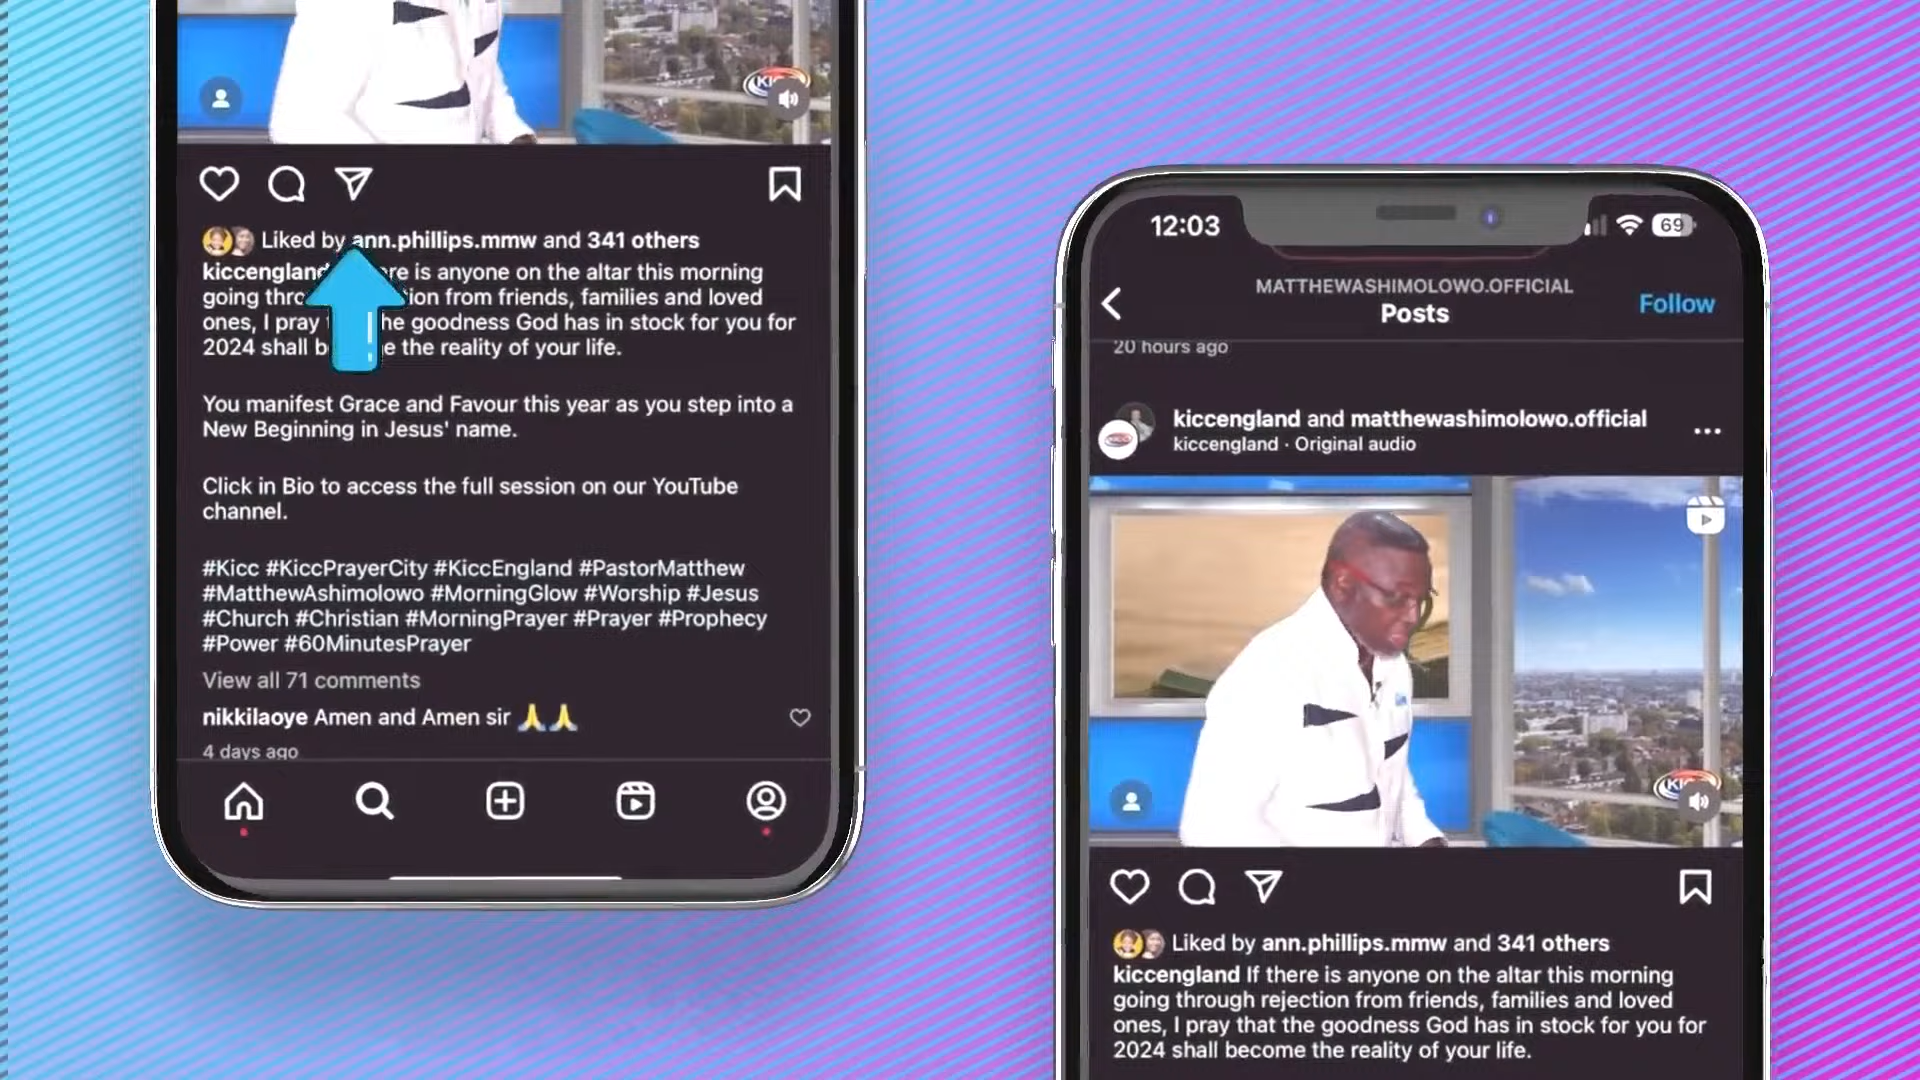 KICC
Liked by ann.phillips.mmw and 341 others
kiccengland re is anyone on the altar this morning
going thro ion from friends, families and loved
ones, I pray t he goodness God has in stock for you for
2024 shall b e the reality of your life.
You manifest Grace and Favour this year as you step into a
New Beginning in Jesus' name.
Click in Bio to access the full session on our YouTube
channel.
#Kicc #KiccPrayerCity #KiccEngland #PastorMatthew
#MatthewAshimolowo #MorningGlow #Worship #Jesus
#Church #Christian #MorningPrayer #Prayer #Prophecy
#Power #60MinutesPrayer
View all 71 comments
nikkilaoye Amen and Amen sir 🙏🙏
4 days ago
12:03
69
MATTHEWASHIMOLOWO.OFFICIAL
Posts
Follow
20 hours ago
kiccengland and matthewashimolowo.official
kiccengland · Original audio
KICC
Liked by ann.phillips.mmw and 341 others
kiccengland If there is anyone on the altar this morning
going through rejection from friends, families and loved
ones, I pray that the goodness God has in stock for you for
2024 shall become the reality of your life.